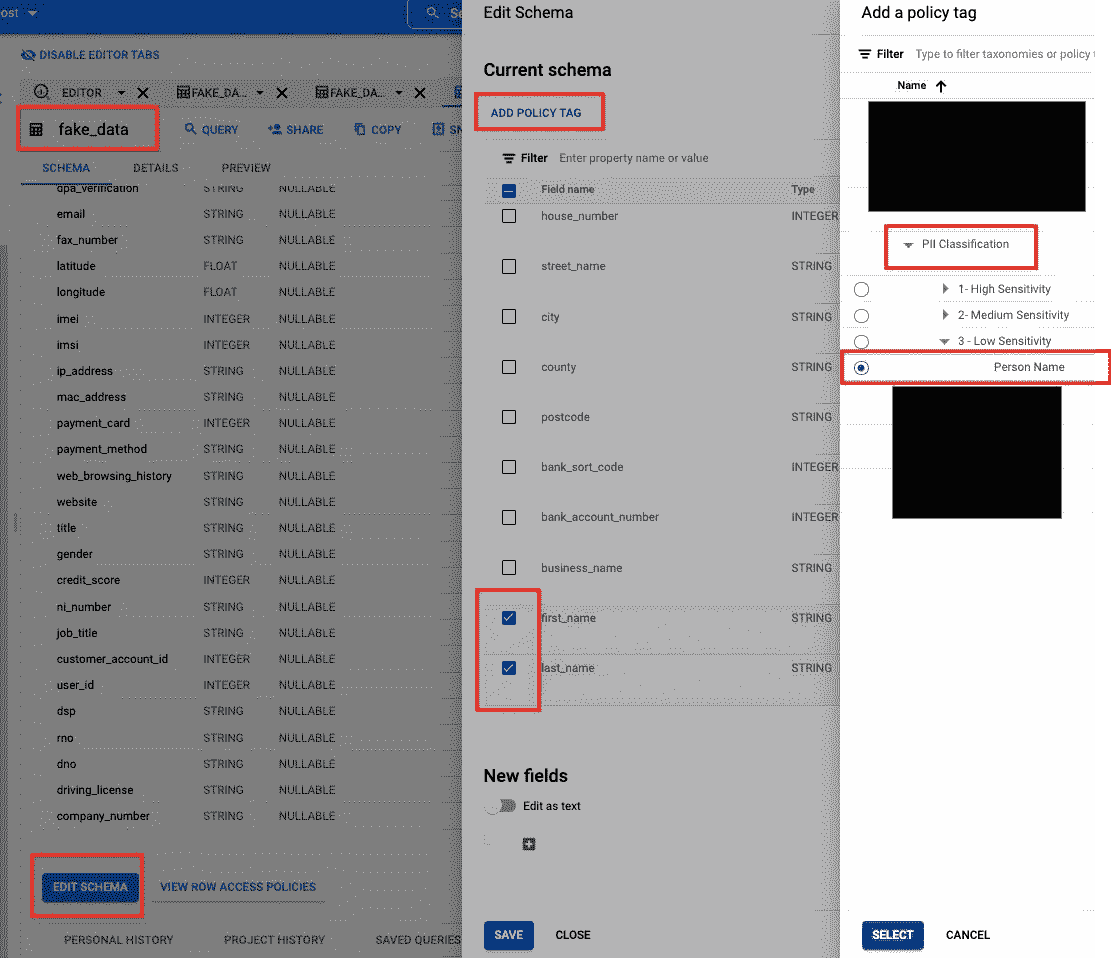 ost
Se
DISABLE EDITOR TABS
EDITOR
FAKE_DA...
FAKE_DA...
fake_data
QUERY
SHARE
COPY
SN
SCHEMA DETAILS PREVIEW
dpa_verification STRING NULLABLE
email STRING NULLABLE
fax_number STRING NULLABLE
latitude FLOAT NULLABLE
longitude FLOAT NULLABLE
imei INTEGER NULLABLE
imsi INTEGER NULLABLE
ip_address STRING NULLABLE
mac_address STRING NULLABLE
payment_card INTEGER NULLABLE
payment_method STRING NULLABLE
web_browsing_history STRING NULLABLE
website STRING NULLABLE
title STRING NULLABLE
gender STRING NULLABLE
credit_score INTEGER NULLABLE
ni_number STRING NULLABLE
job_title STRING NULLABLE
customer_account_id INTEGER NULLABLE
user_id INTEGER NULLABLE
dsp STRING NULLABLE
rno STRING NULLABLE
dno STRING NULLABLE
driving_license STRING NULLABLE
company_number STRING NULLABLE
EDIT SCHEMA VIEW ROW ACCESS POLICIES
PERSONAL HISTORY PROJECT HISTORY SAVED QUERIES
Edit Schema
Current schema
ADD POLICY TAG
Filter Enter property name or value
Field name Type
house_number INTEGER
street_name STRING
city STRING
county STRING
postcode STRING
bank_sort_code INTEGER
bank_account_number INTEGER
business_name STRING
first_name STRING
last_name STRING
New fields
Edit as text
SAVE CLOSE
Add a policy tag
Filter Type to filter taxonomies or policy t
Name
PII Classification
1- High Sensitivity
2- Medium Sensitivity
3 - Low Sensitivity
Person Name
SELECT CANCEL